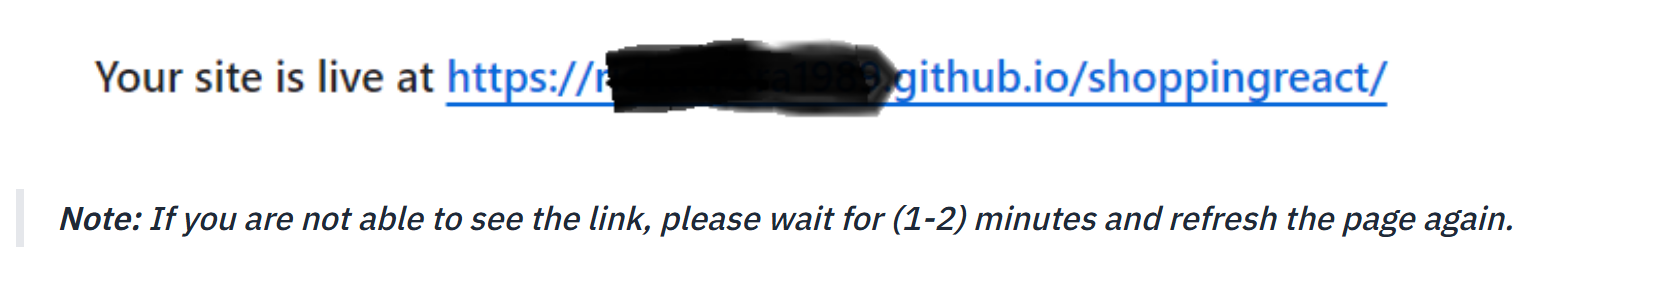 Your site is live at https:// .github.io/shoppingreact/
Note: If you are not able to see the link, please wait for (1-2) minutes and refresh the page again.